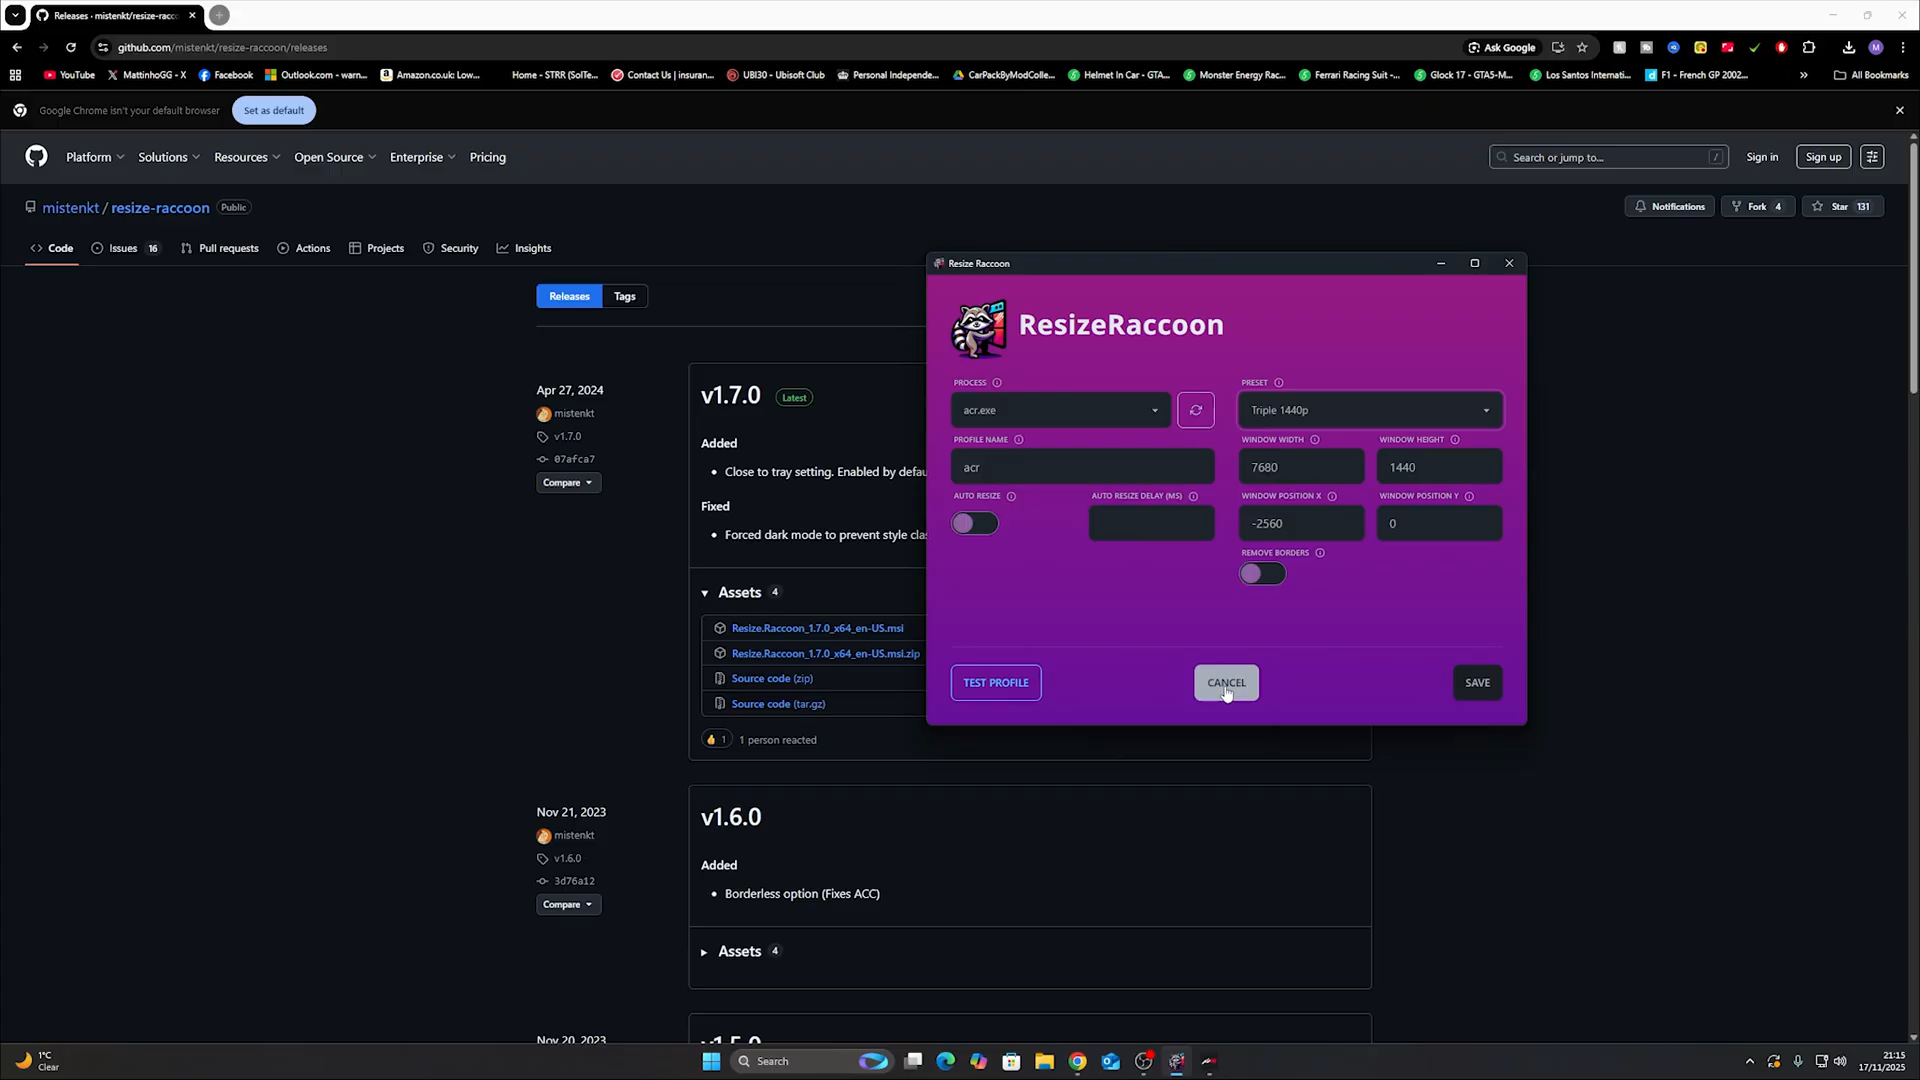 Releases · mistenkt/resize-racc
github.com/mistenkt/resize-raccoon/releases
Ask Google
M
YouTube
MattinhoGG - X
Facebook
Outlook.com - warn...
Amazon.co.uk: Low...
Home - STRR (SolTe...
Contact Us | insuran...
UBI30 - Ubisoft Club
Personal Independe...
CarPackByModColle...
Helmet In Car - GTA...
Monster Energy Rac...
Ferrari Racing Suit -...
Glock 17 - GTA5-M...
Los Santos Internati...
F1 - French GP 2002...
All Bookmarks
Google Chrome isn't your default browser
Set as default
Platform
Solutions
Resources
Open Source
Enterprise
Pricing
Search or jump to...
/
Sign in
Sign up
mistenkt / resize-raccoon
Public
Notifications
Fork 4
Star 131
Code
Issues 16
Pull requests
Actions
Projects
Security
Insights
Releases
Tags
Apr 27, 2024
mistenkt
v1.7.0
07afca7
Compare
v1.7.0 Latest
Added
Close to tray setting. Enabled by defau
Fixed
Forced dark mode to prevent style cla
Assets 4
Resize.Raccoon_1.7.0_x64_en-US.msi
Resize.Raccoon_1.7.0_x64_en-US.msi.zip
Source code (zip)
Source code (tar.gz)
1
1 person reacted
Resize Raccoon
ResizeRaccoon
PROCESS
PRESET
acr.exe
Triple 1440p
PROFILE NAME
WINDOW WIDTH
WINDOW HEIGHT
acr
7680
1440
AUTO RESIZE
AUTO RESIZE DELAY (MS)
WINDOW POSITION X
WINDOW POSITION Y
-2560
0
REMOVE BORDERS
TEST PROFILE
CANCEL
SAVE
Nov 21, 2023
mistenkt
v1.6.0
3d76a12
Compare
v1.6.0
Added
Borderless option (Fixes ACC)
Assets 4
Nov 20, 2023
v1.5.0
1°C
Clear
Search
21:15
17/11/2025